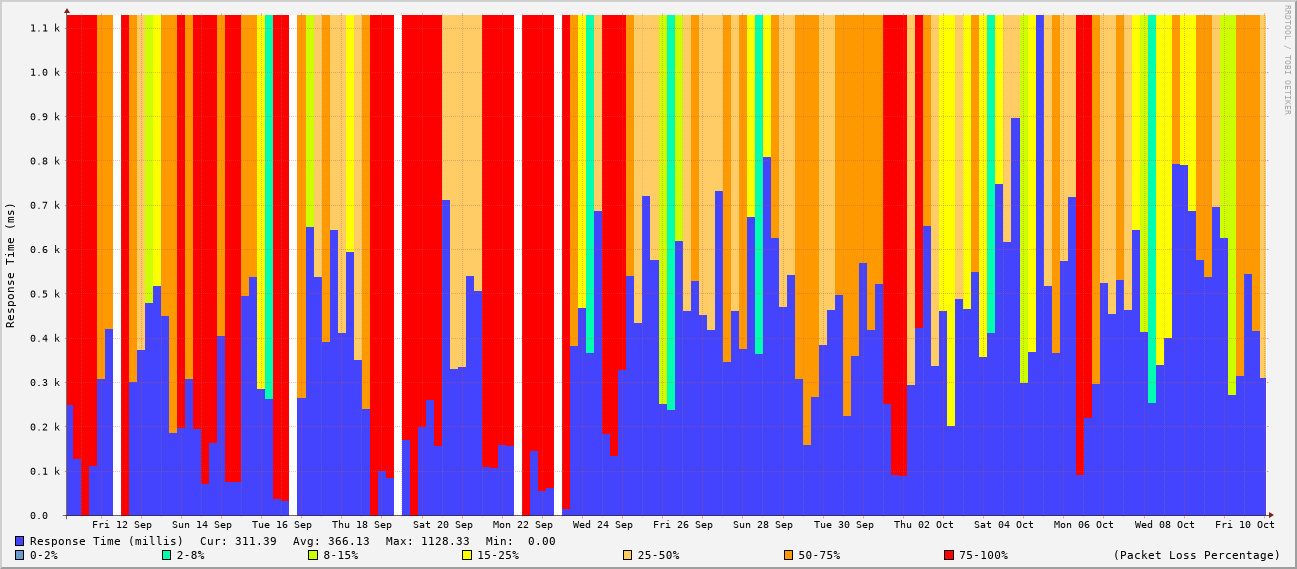 RRDTOOL / TOBI OETIKER
Response Time (ms)
1.1 k
1.0 k
0.9 k
0.8 k
0.7 k
0.6 k
0.5 k
0.4 k
0.3 k
0.2 k
0.1 k
0.0
Fri 12 Sep Sun 14 Sep Tue 16 Sep Thu 18 Sep Sat 20 Sep Mon 22 Sep Wed 24 Sep Fri 26 Sep Sun 28 Sep Tue 30 Sep Thu 02 Oct Sat 04 Oct Mon 06 Oct Wed 08 Oct Fri 10 Oct
Response Time (millis) Cur: 311.39 Avg: 366.13 Max: 1128.33 Min: 0.00
0-2% 2-8% 8-15% 15-25% 25-50% 50-75% 75-100% (Packet Loss Percentage)